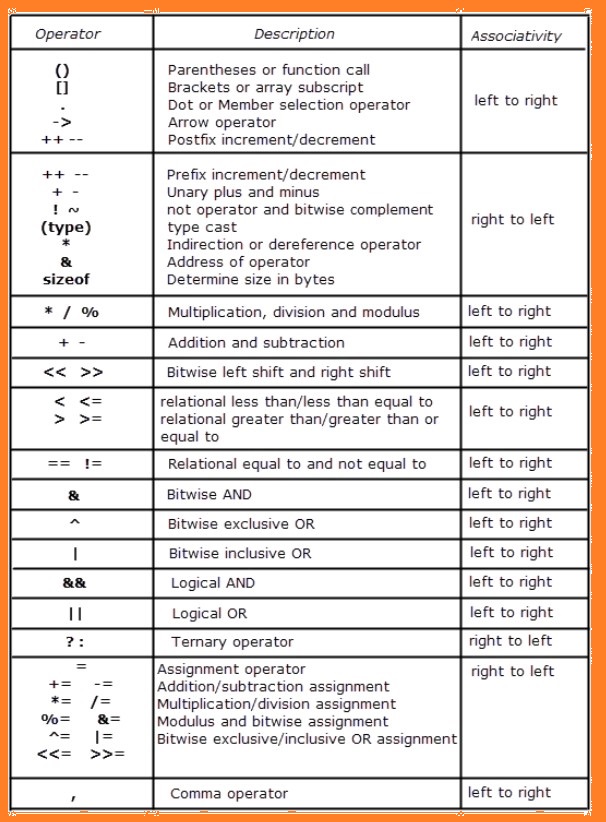 Operator Description Associativity
() Parentheses or function call
[] Brackets or array subscript
. Dot or Member selection operator left to right
-> Arrow operator
++ -- Postfix increment/decrement
++ -- Prefix increment/decrement
+ - Unary plus and minus
! ~ not operator and bitwise complement
(type) type cast right to left
* Indirection or dereference operator
& Address of operator
sizeof Determine size in bytes
* / % Multiplication, division and modulus left to right
+ - Addition and subtraction left to right
<< >> Bitwise left shift and right shift left to right
< <= relational less than/less than equal to left to right
> >= relational greater than/greater than or
equal to
== != Relational equal to and not equal to left to right
& Bitwise AND left to right
^ Bitwise exclusive OR left to right
| Bitwise inclusive OR left to right
&& Logical AND left to right
|| Logical OR left to right
? : Ternary operator right to left
= Assignment operator right to left
+= -= Addition/subtraction assignment
*= /= Multiplication/division assignment
%= &= Modulus and bitwise assignment
^= |= Bitwise exclusive/inclusive OR assignment
<<= >>=
, Comma operator left to right